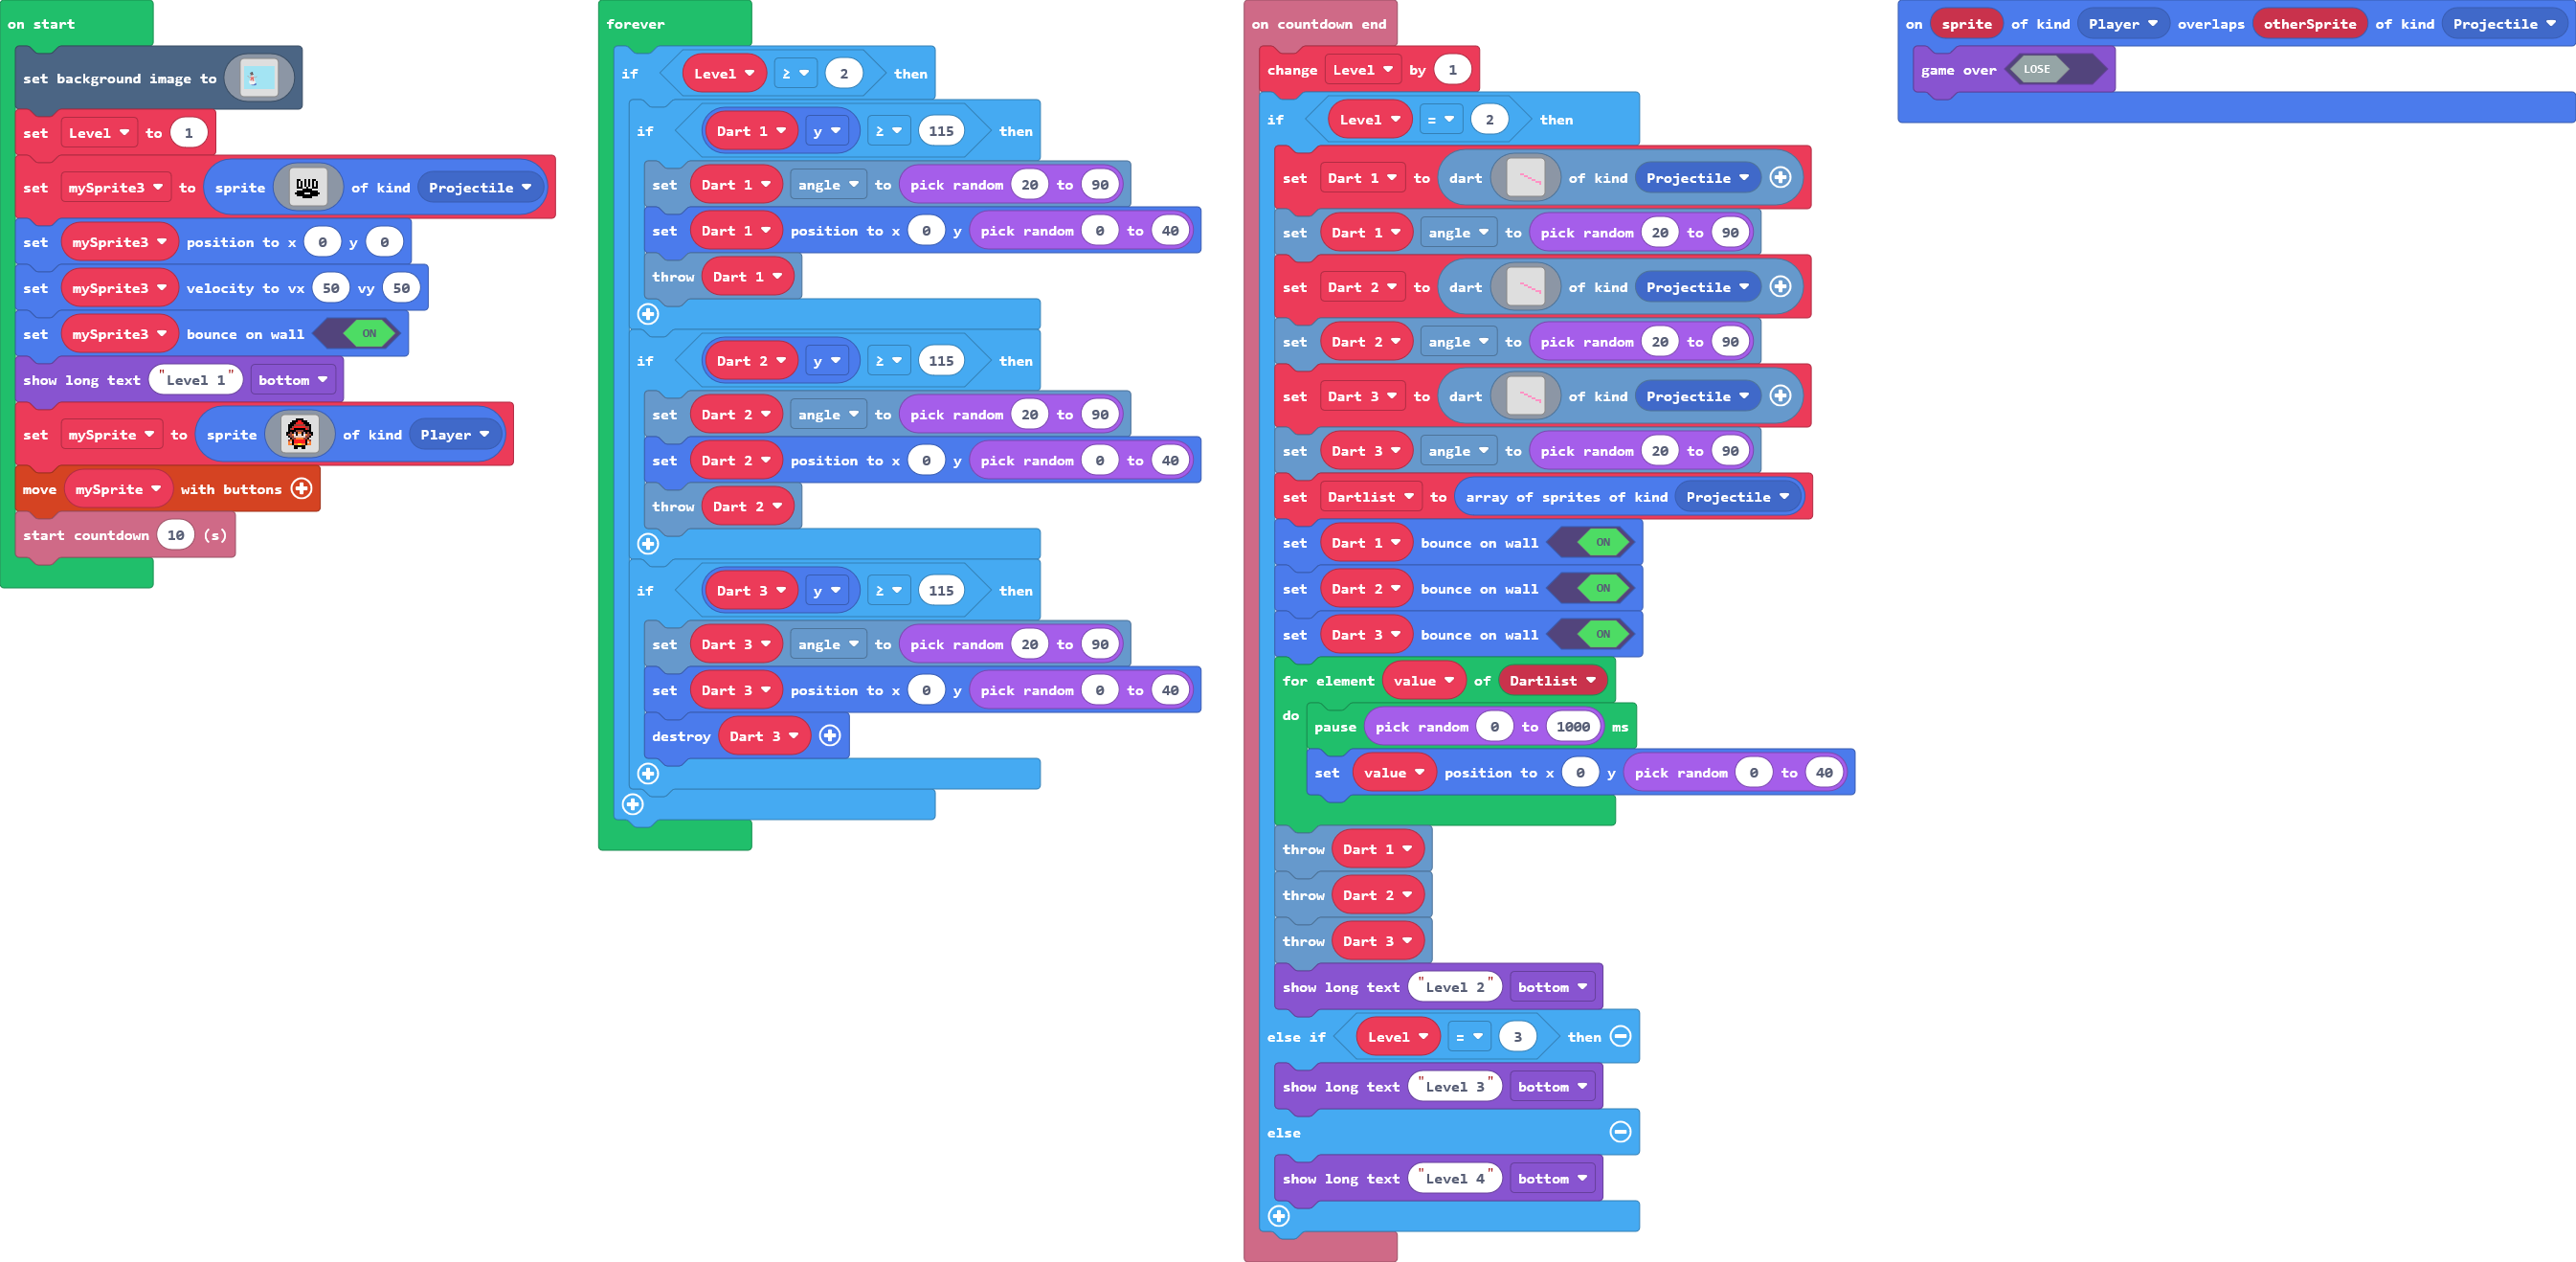 on start
set background image to
set Level to 1
set mySprite3 to sprite DVD of kind Projectile
set mySprite3 position to x 0 y 0
set mySprite3 velocity to vx 50 vy 50
set mySprite3 bounce on wall ON
show long text "Level 1" bottom
set mySprite to sprite of kind Player
move mySprite with buttons
start countdown 10 (s)
forever
if Level ≥ 2 then
if Dart 1 y ≥ 115 then
set Dart 1 angle to pick random 20 to 90
set Dart 1 position to x 0 y pick random 0 to 40
throw Dart 1
if Dart 2 y ≥ 115 then
set Dart 2 angle to pick random 20 to 90
set Dart 2 position to x 0 y pick random 0 to 40
throw Dart 2
if Dart 3 y ≥ 115 then
set Dart 3 angle to pick random 20 to 90
set Dart 3 position to x 0 y pick random 0 to 40
destroy Dart 3
on countdown end
change Level by 1
if Level = 2 then
set Dart 1 to dart of kind Projectile
set Dart 1 angle to pick random 20 to 90
set Dart 2 to dart of kind Projectile
set Dart 2 angle to pick random 20 to 90
set Dart 3 to dart of kind Projectile
set Dart 3 angle to pick random 20 to 90
set Dartlist to array of sprites of kind Projectile
set Dart 1 bounce on wall ON
set Dart 2 bounce on wall ON
set Dart 3 bounce on wall ON
for element value of Dartlist
do
pause pick random 0 to 1000 ms
set value position to x 0 y pick random 0 to 40
throw Dart 1
throw Dart 2
throw Dart 3
show long text "Level 2" bottom
else if Level = 3 then
show long text "Level 3" bottom
else
show long text "Level 4" bottom
on sprite of kind Player overlaps otherSprite of kind Projectile
game over LOSE